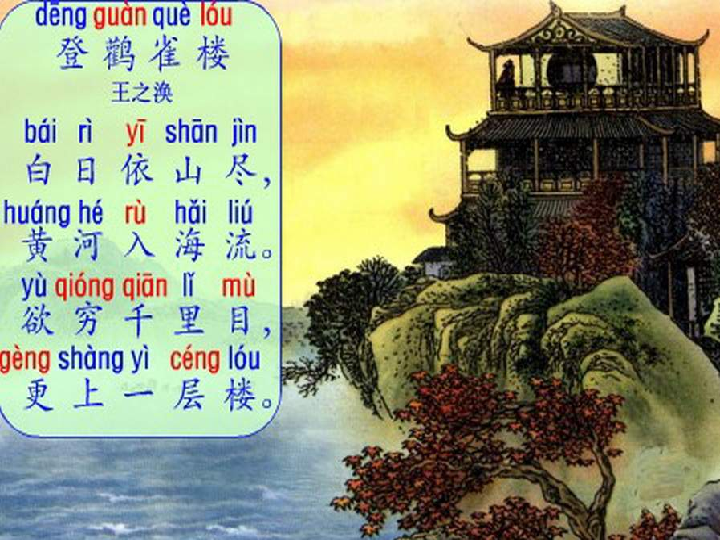 dēng guàn què lóu
登鹳雀楼
王之涣
bái rì yī shān jìn
白日依山尽，
huáng hé rù hǎi liú
黄河入海流。
yù qióng qiān lǐ mù
欲穷千里目，
gèng shàng yì céng lóu
更上一层楼。